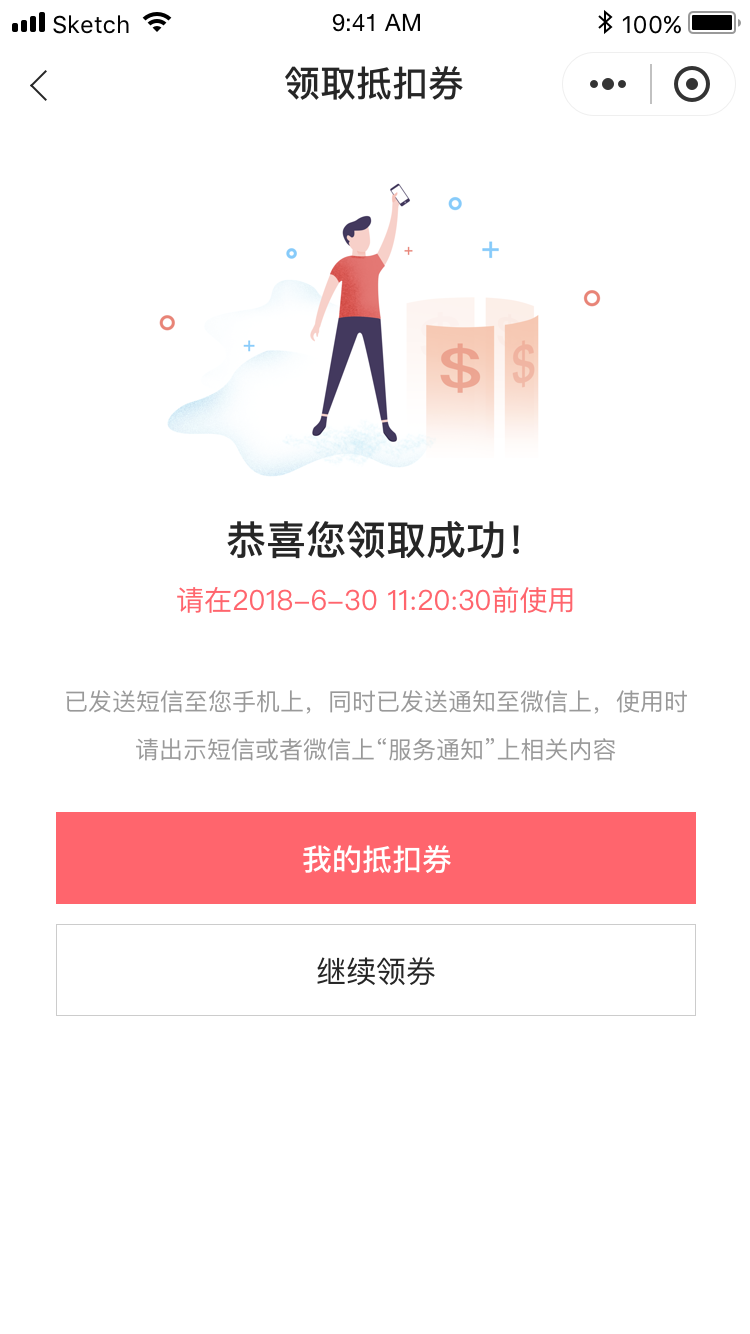 Sketch 9:41 AM 100%
领取抵扣券
$ $
恭喜您领取成功！
请在2018-6-30 11:20:30前使用
已发送短信至您手机上，同时已发送通知至微信上，使用时
请出示短信或者微信上“服务通知”上相关内容
我的抵扣券
继续领券